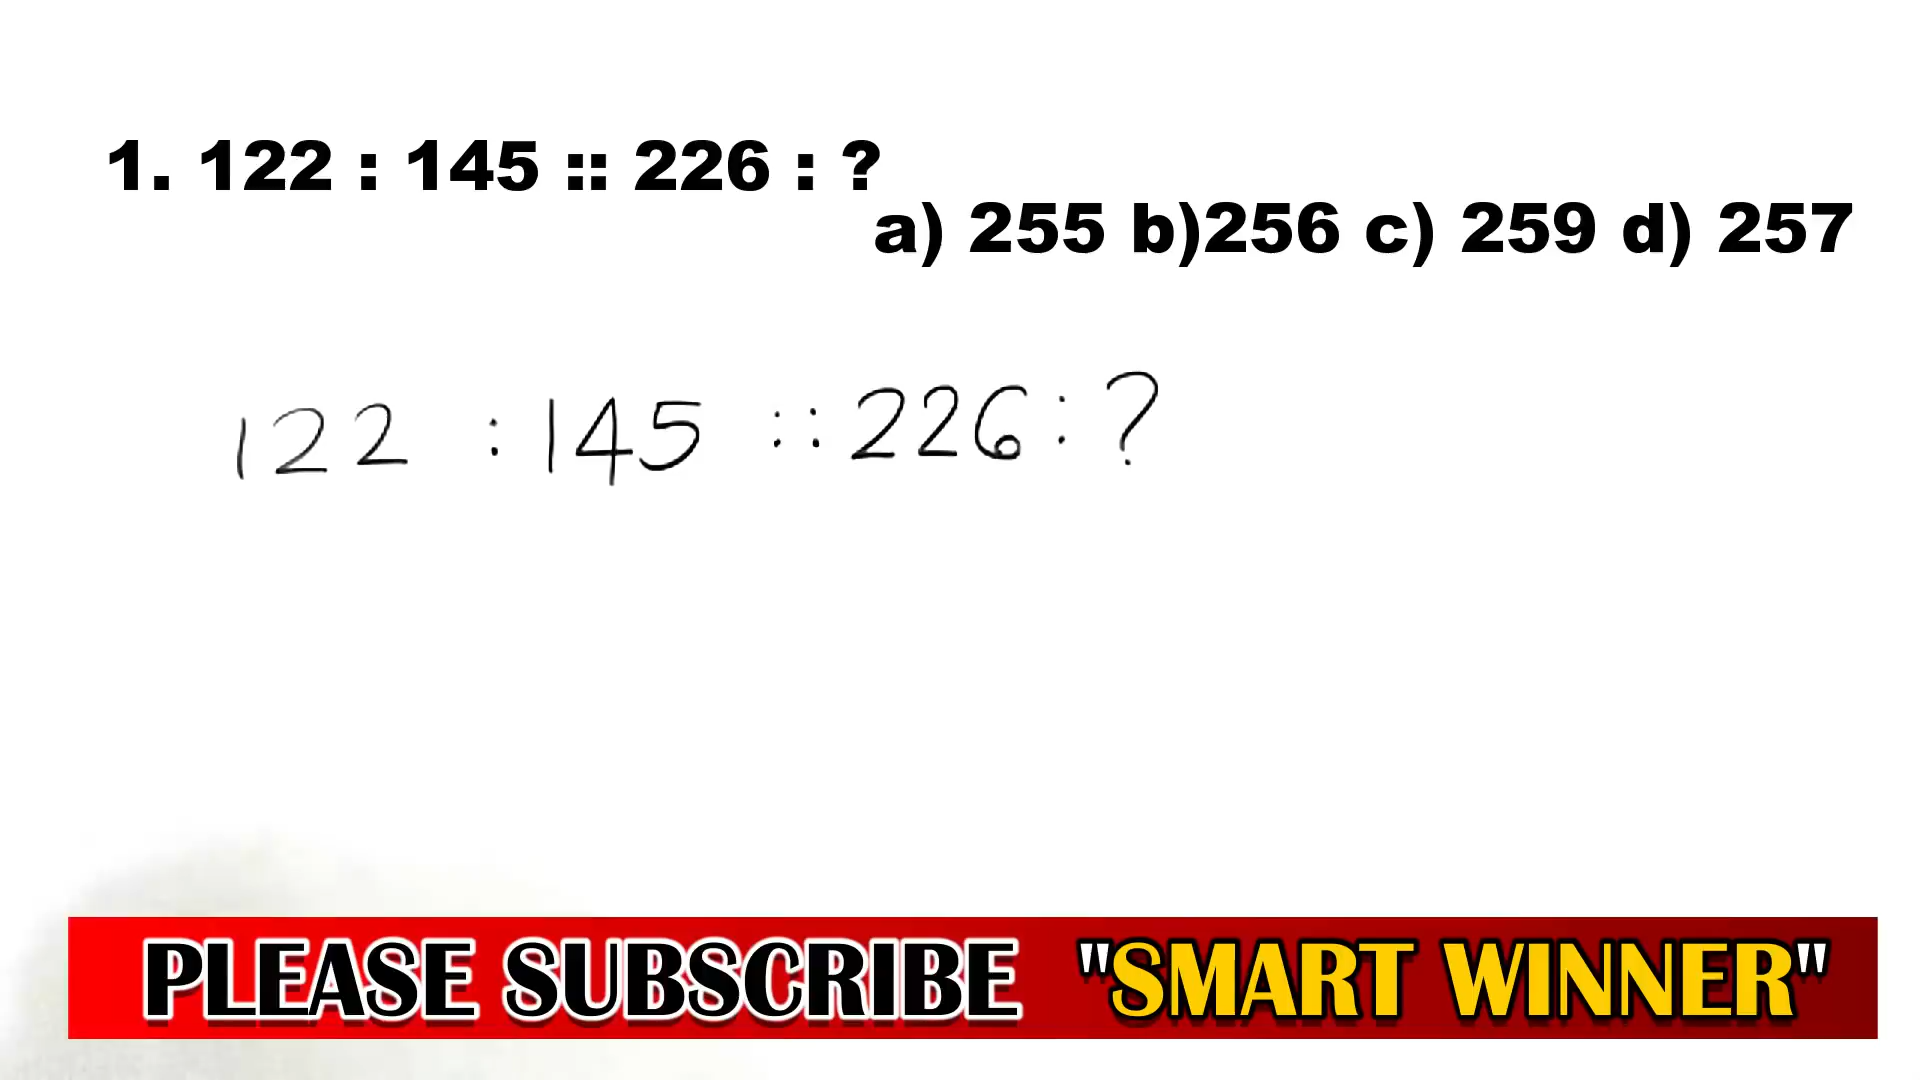 1. 122 : 145 :: 226 : ?
a) 255 b)256 c) 259 d) 257
122 : 145 :: 226 : ?
PLEASE SUBSCRIBE "SMART WINNER"